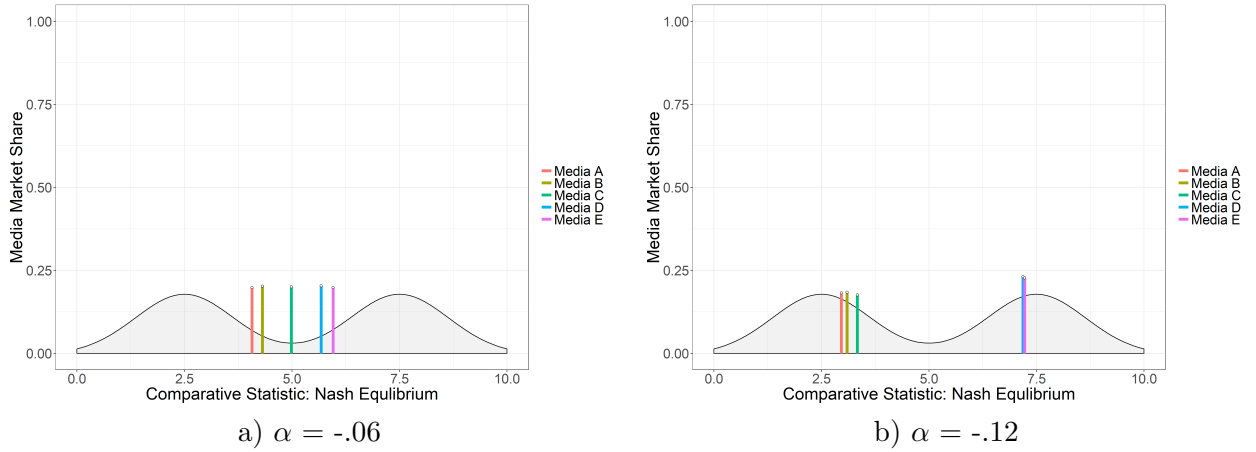 1.00
0.75
0.50
0.25
0.00
Media Market Share
0.0
2.5
5.0
7.5
10.0
Comparative Statistic: Nash Equlibrium
Media A
Media B
Media C
Media D
Media E
a) α = -.06
1.00
0.75
0.50
0.25
0.00
Media Market Share
0.0
2.5
5.0
7.5
10.0
Comparative Statistic: Nash Equlibrium
Media A
Media B
Media C
Media D
Media E
b) α = -.12